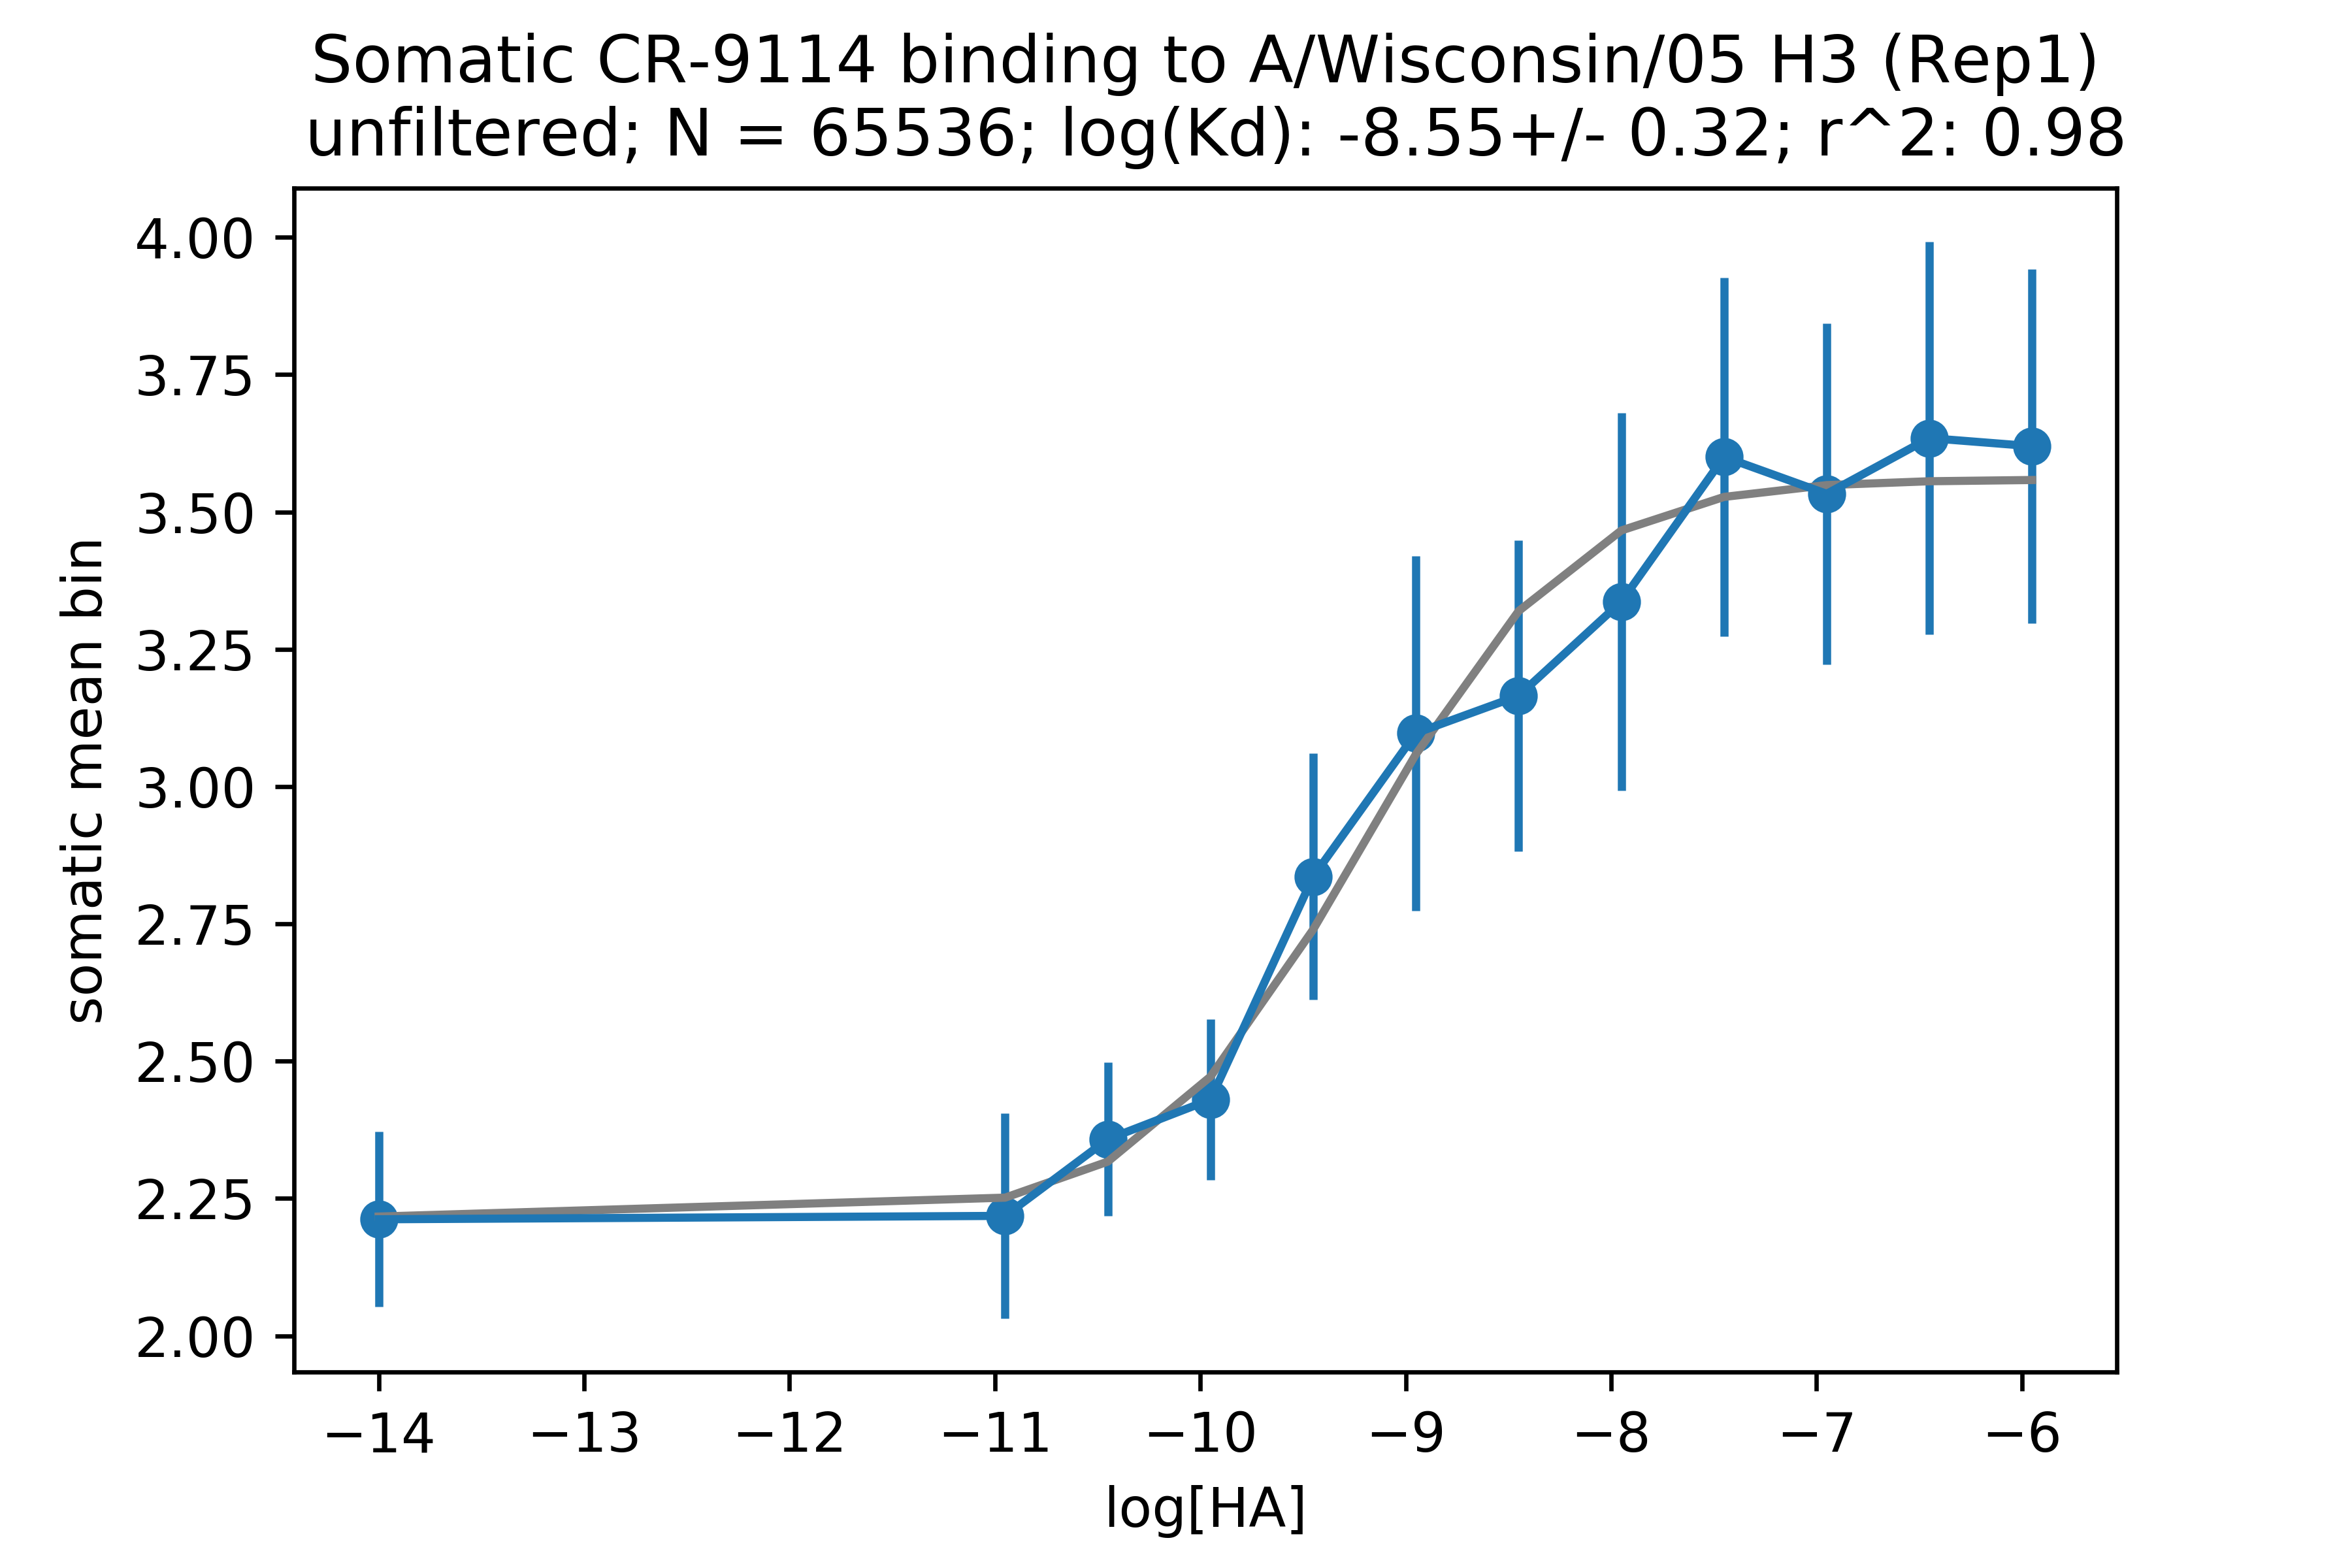 Somatic CR-9114 binding to A/Wisconsin/05 H3 (Rep1)
unfiltered; N = 65536; log(Kd): -8.55+/- 0.32; r^2: 0.98
4.00
3.75
3.50
3.25
3.00
2.75
2.50
2.25
2.00
somatic mean bin
−14 −13 −12 −11 −10 −9 −8 −7 −6
log[HA]